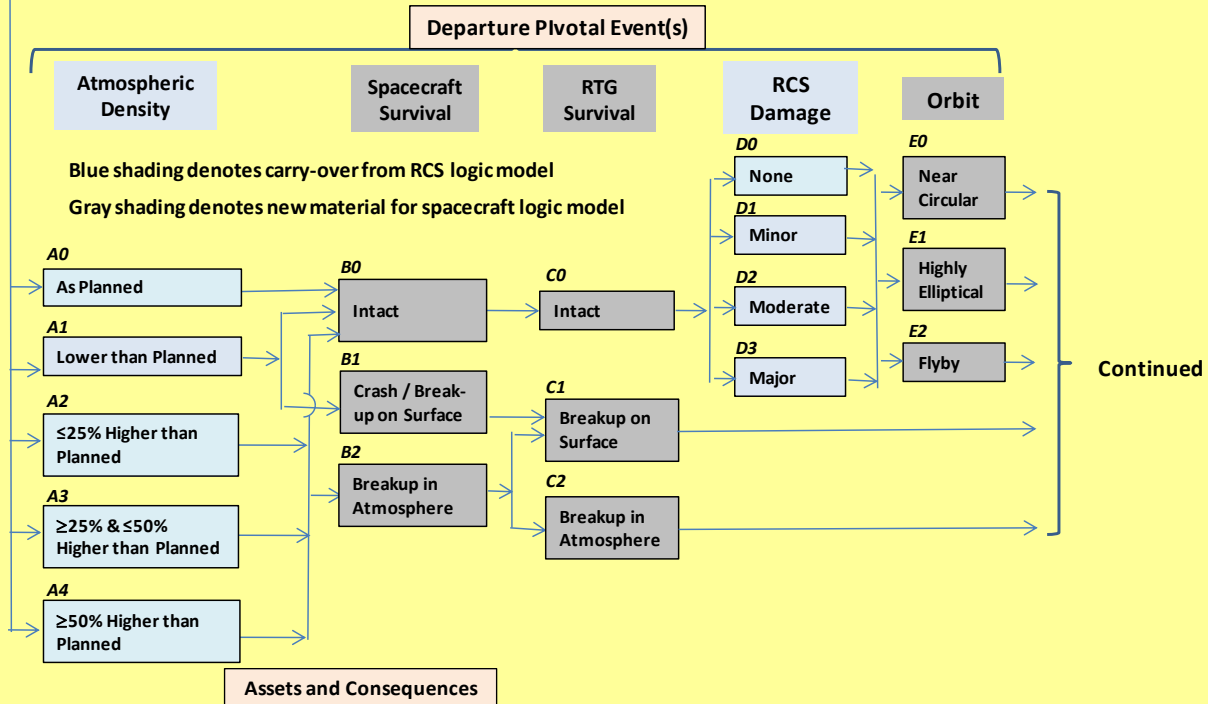 Departure PIvotal Event(s)
Atmospheric
Density
Spacecraft
Survival
RTG
Survival
RCS
Damage
Orbit
Blue shading denotes carry-over from RCS logic model
Gray shading denotes new material for spacecraft logic model
A0
As Planned
A1
Lower than Planned
A2
≤25% Higher than
Planned
A3
≥25% & ≤50%
Higher than Planned
A4
≥50% Higher than
Planned
B0
Intact
B1
Crash / Break-
up on Surface
B2
Breakup in
Atmosphere
C0
Intact
C1
Breakup on
Surface
C2
Breakup in
Atmosphere
D0
None
D1
Minor
D2
Moderate
D3
Major
E0
Near
Circular
E1
Highly
Elliptical
E2
Flyby
Continued
Assets and Consequences